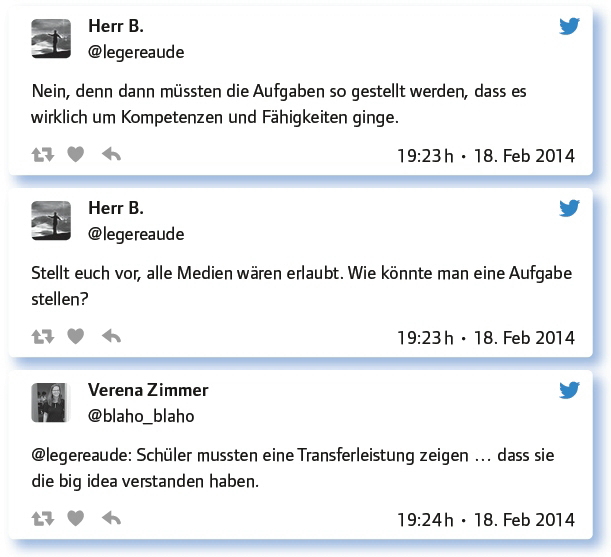 Herr B.
@legereaude
Nein, denn dann müssten die Aufgaben so gestellt werden, dass es
wirklich um Kompetenzen und Fähigkeiten ginge.
19:23 h • 18. Feb 2014
Herr B.
@legereaude
Stellt euch vor, alle Medien wären erlaubt. Wie könnte man eine Aufgabe
stellen?
19:23 h • 18. Feb 2014
Verena Zimmer
@blaho_blaho
@legereaude: Schüler mussten eine Transferleistung zeigen … dass sie
die big idea verstanden haben.
19:24 h • 18. Feb 2014